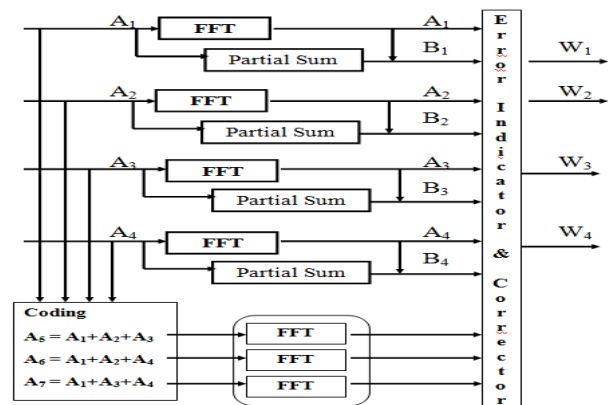 A₁ FFT A₁
Partial Sum B₁
A₂ FFT A₂
Partial Sum B₂
A₃ FFT A₃
Partial Sum B₃
A₄ FFT A₄
Partial Sum B₄
Coding
A₅ = A₁+A₂+A₃ FFT
A₆ = A₁+A₂+A₄ FFT
A₇ = A₁+A₃+A₄ FFT
Error Indicator & Corrector
W₁
W₂
W₃
W₄